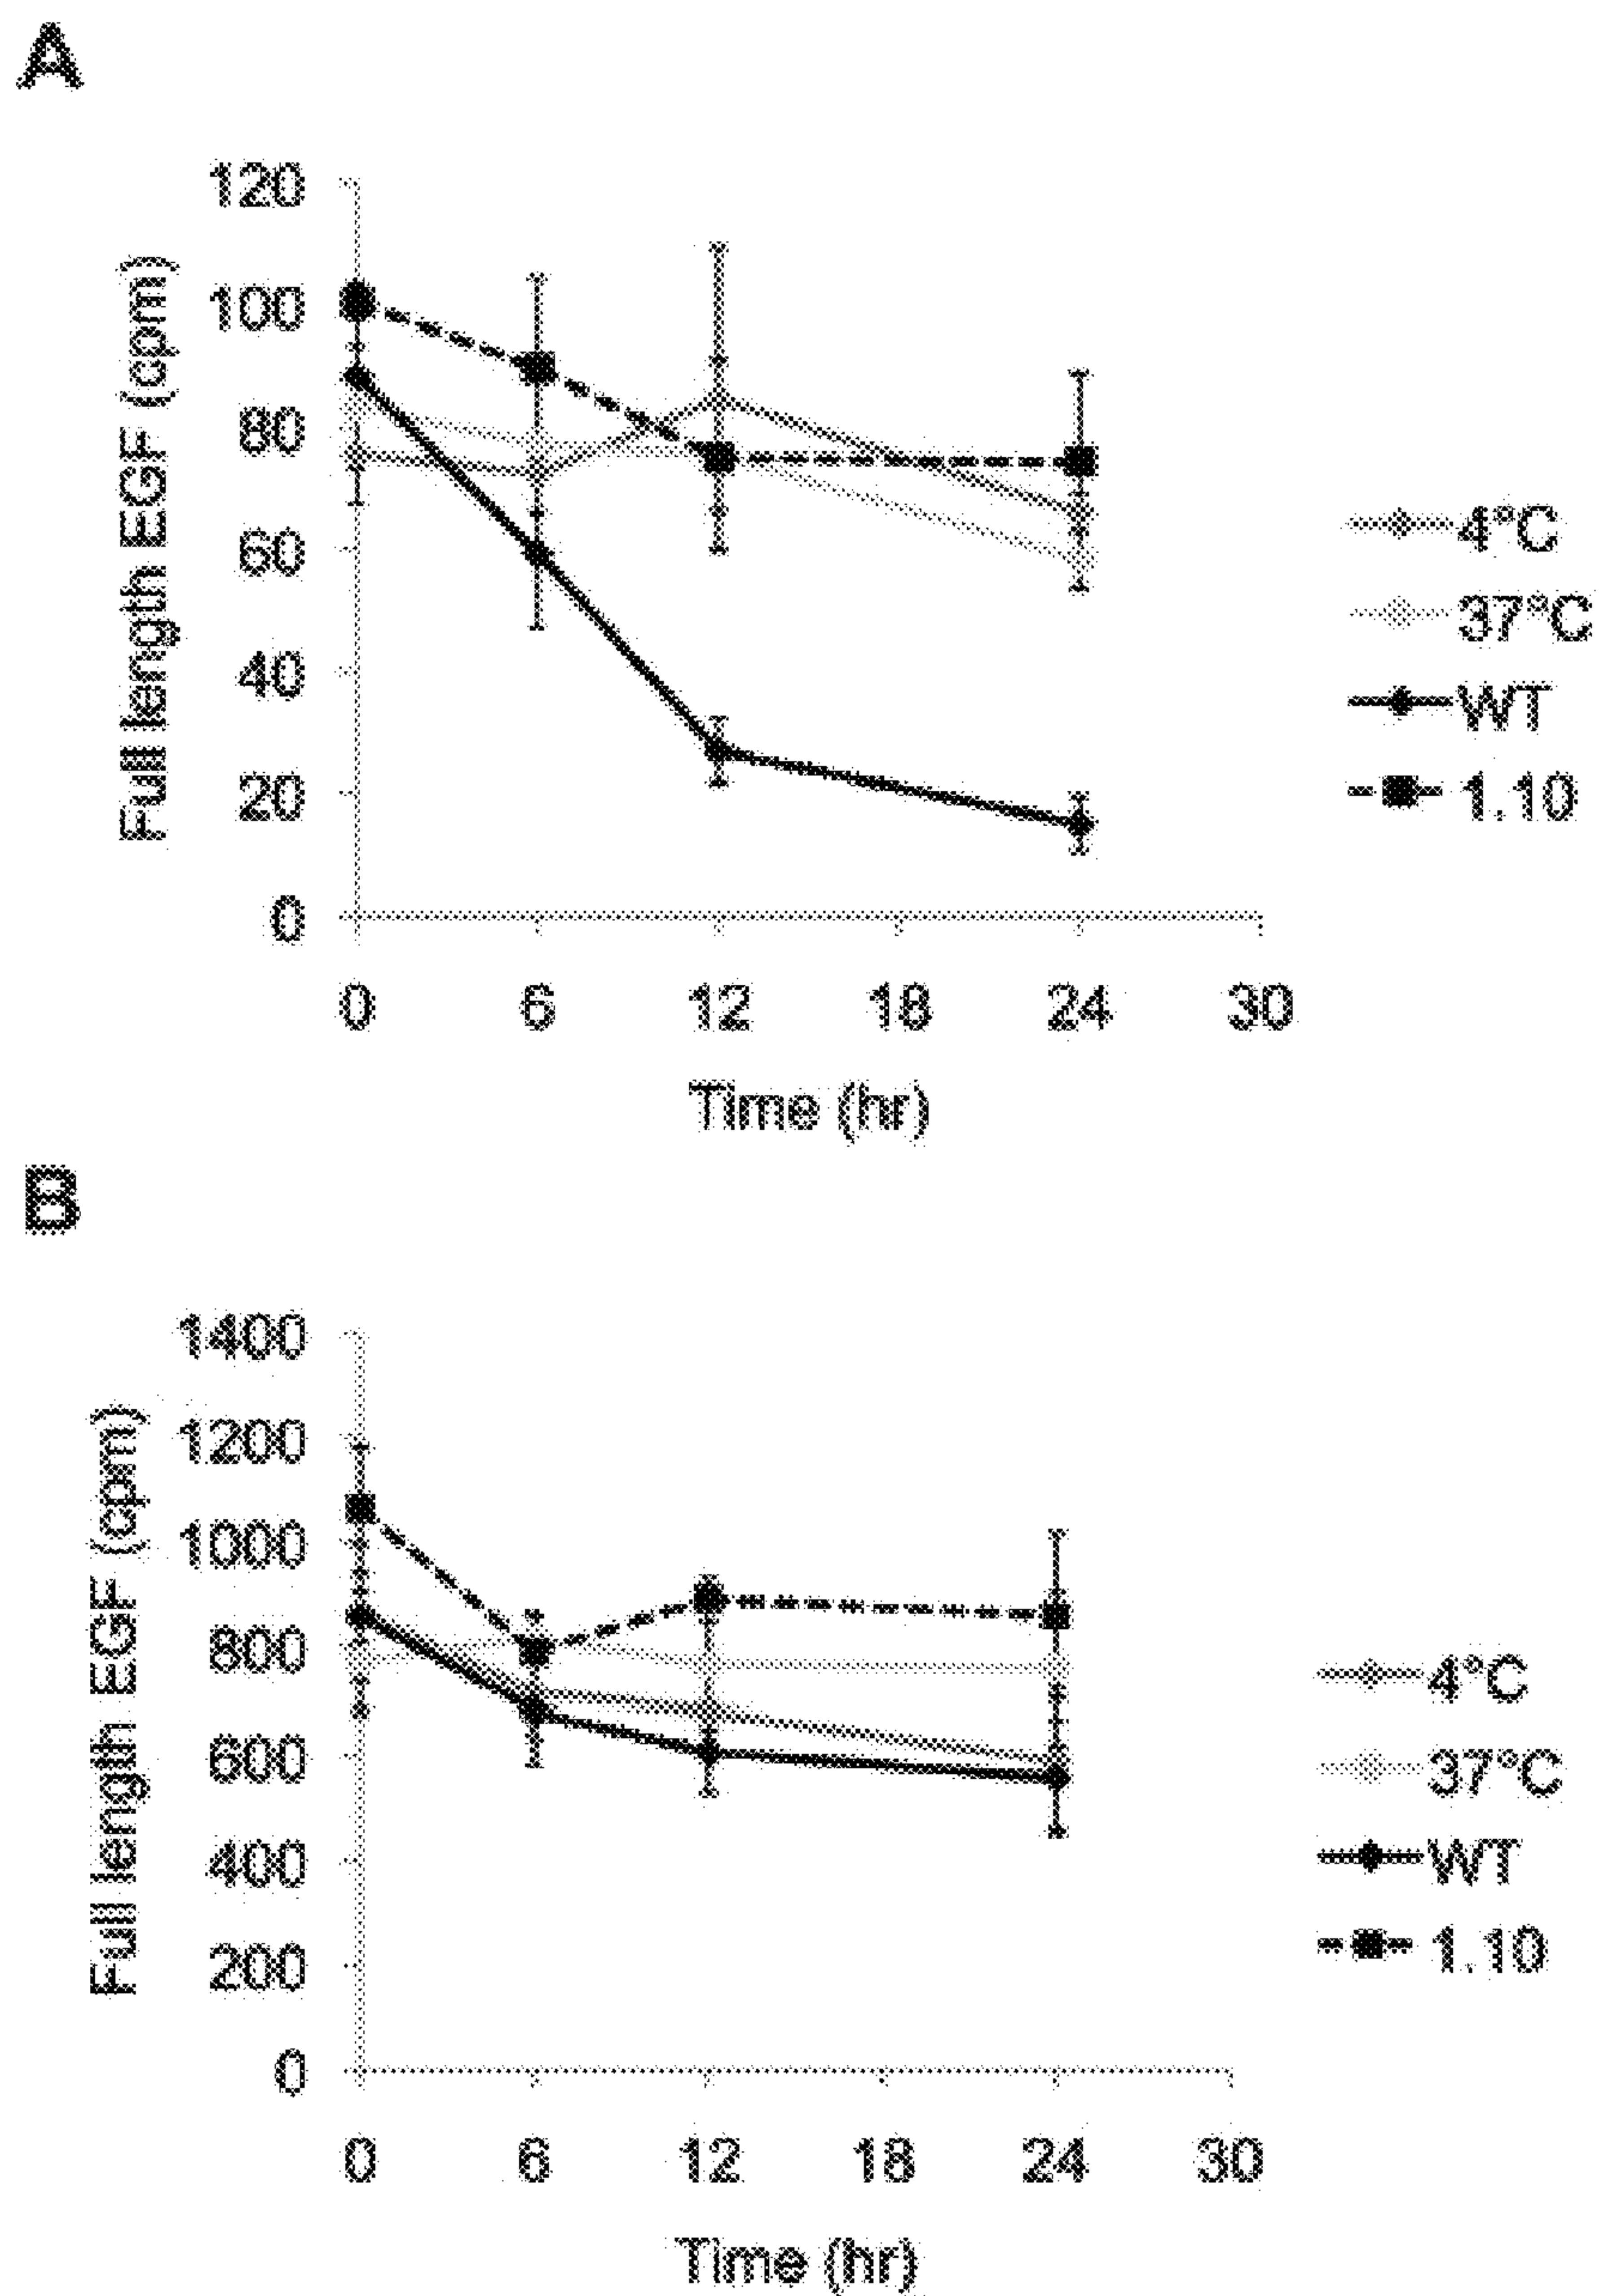 A
Full length EGF (cpm)
120
100
80
60
40
20
0
0 6 12 18 24 30
Time (hr)
4°C
37°C
WT
1.10
B
Full length EGF (cpm)
1400
1200
1000
800
600
400
200
0
0 6 12 18 24 30
Time (hr)
4°C
37°C
WT
1.10